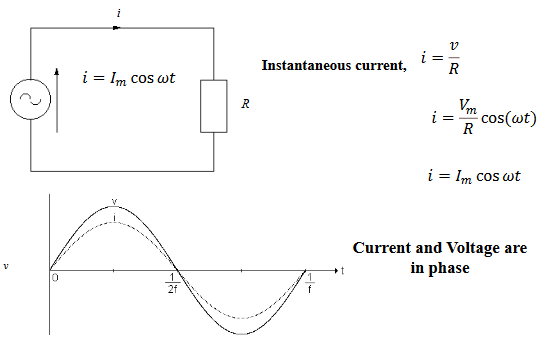 i
i = I_m cos ωt
R
Instantaneous current, i = v/R
i = V_m/R cos(ωt)
i = I_m cos ωt
v
i
v
0
1/2f
1/f
t
Current and Voltage are
in phase